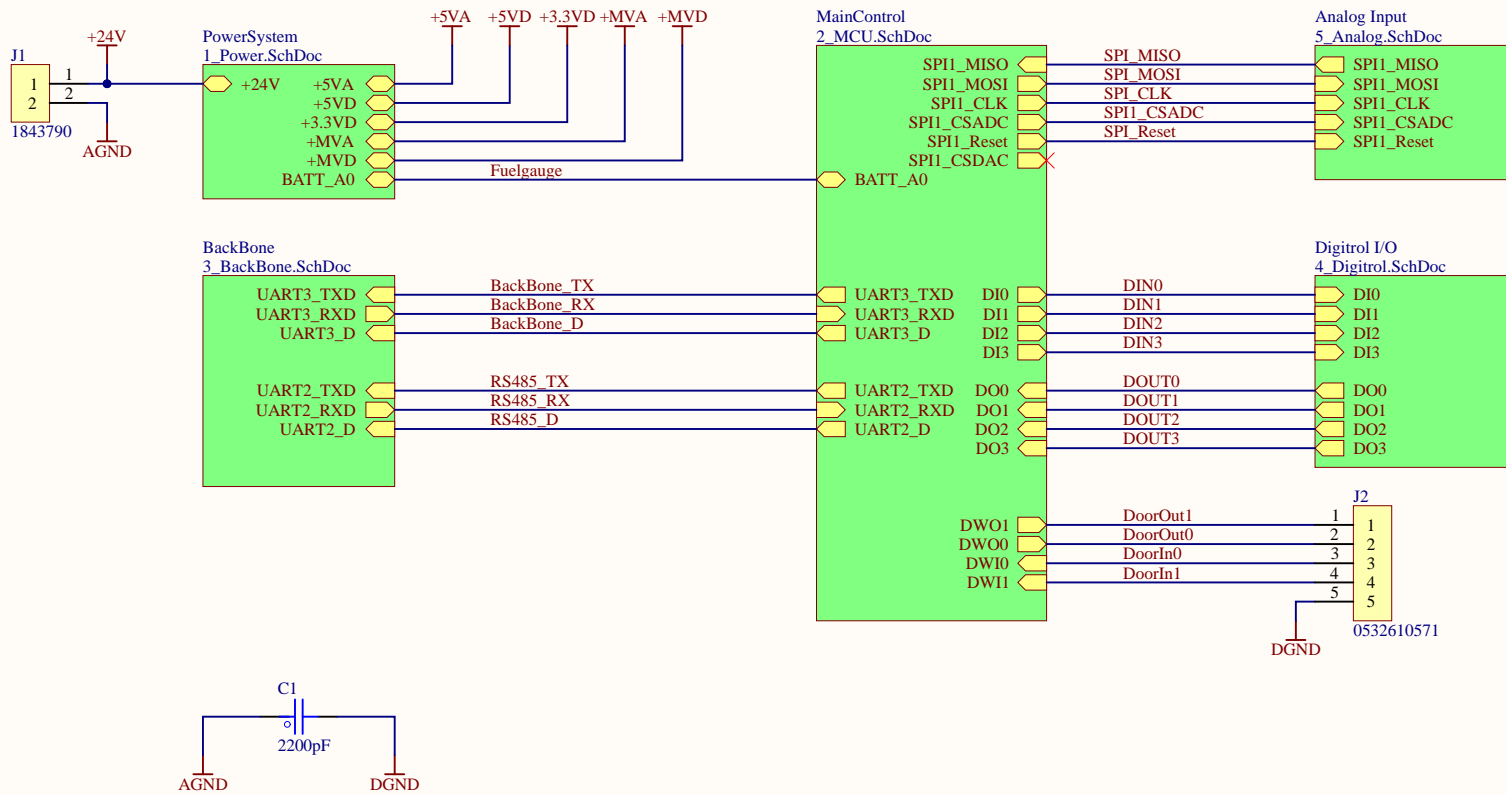 +5VA
+5VD
+3.3VD
+MVA
+MVD
J1
+24V
1
2
1
2
1843790
AGND
PowerSystem
1_Power.SchDoc
+24V
+5VA
+5VD
+3.3VD
+MVA
+MVD
BATT_A0
Fuelgauge
MainControl
2_MCU.SchDoc
SPI1_MISO
SPI1_MOSI
SPI1_CLK
SPI1_CSADC
SPI1_Reset
SPI1_CSDAC
BATT_A0
SPI_MISO
SPI_MOSI
SPI_CLK
SPI1_CSADC
SPI_Reset
Analog Input
5_Analog.SchDoc
SPI1_MISO
SPI1_MOSI
SPI1_CLK
SPI1_CSADC
SPI1_Reset
BackBone
3_BackBone.SchDoc
UART3_TXD
UART3_RXD
UART3_D
UART2_TXD
UART2_RXD
UART2_D
BackBone_TX
BackBone_RX
BackBone_D
RS485_TX
RS485_RX
RS485_D
UART3_TXD
UART3_RXD
UART3_D
UART2_TXD
UART2_RXD
UART2_D
DI0
DI1
DI2
DI3
DO0
DO1
DO2
DO3
DWO1
DWO0
DWI0
DWI1
DIN0
DIN1
DIN2
DIN3
DOUT0
DOUT1
DOUT2
DOUT3
DoorOut1
DoorOut0
DoorIn0
DoorIn1
Digitrol I/O
4_Digitrol.SchDoc
DI0
DI1
DI2
DI3
DO0
DO1
DO2
DO3
J2
1
2
3
4
5
1
2
3
4
5
0532610571
DGND
C1
2200pF
AGND
DGND